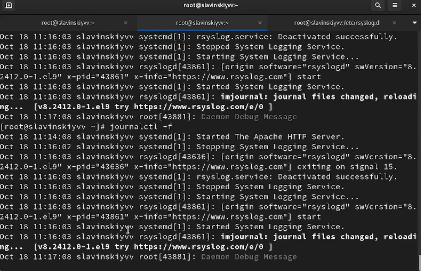 root@slavinskiyvv:~
root@slavinskiyvv:~
root@slavinskiyvv:~
root@slavinskiyvv:/etc/rsyslog.d
Oct 18 11:16:03 slavinskiyvv systemd[1]: rsyslog.service: Deactivated successfully.
Oct 18 11:16:03 slavinskiyvv systemd[1]: Stopped System Logging Service.
Oct 18 11:16:03 slavinskiyvv systemd[1]: Starting System Logging Service...
Oct 18 11:16:03 slavinskiyvv rsyslogd[43861]: [origin software="rsyslogd" swVersion="8.
2412.0-1.el9" x-pid="43861" x-info="https://www.rsyslog.com"] start
Oct 18 11:16:03 slavinskiyvv systemd[1]: Started System Logging Service.
Oct 18 11:16:03 slavinskiyvv rsyslogd[43861]: imjournal: journal files changed, reloadi
ng... [v8.2412.0-1.el9 try https://www.rsyslog.com/e/0 ]
Oct 18 11:17:08 slavinskiyvv root[43881]: Daemon Debug Message
[root@slavinskiyvv ~]# journalctl -f
Oct 18 11:14:08 slavinskiyvv systemd[1]: Started The Apache HTTP Server.
Oct 18 11:16:02 slavinskiyvv systemd[1]: Stopping System Logging Service...
Oct 18 11:16:03 slavinskiyvv rsyslogd[43636]: [origin software="rsyslogd" swVersion="8.
2412.0-1.el9" x-pid="43636" x-info="https://www.rsyslog.com"] exiting on signal 15.
Oct 18 11:16:03 slavinskiyvv systemd[1]: rsyslog.service: Deactivated successfully.
Oct 18 11:16:03 slavinskiyvv systemd[1]: Stopped System Logging Service.
Oct 18 11:16:03 slavinskiyvv systemd[1]: Starting System Logging Service...
Oct 18 11:16:03 slavinskiyvv rsyslogd[43861]: [origin software="rsyslogd" swVersion="8.
2412.0-1.el9" x-pid="43861" x-info="https://www.rsyslog.com"] start
Oct 18 11:16:03 slavinskiyvv systemd[1]: Started System Logging Service.
Oct 18 11:16:03 slavinskiyvv rsyslogd[43861]: imjournal: journal files changed, reloadi
ng... [v8.2412.0-1.el9 try https://www.rsyslog.com/e/0 ]
Oct 18 11:17:08 slavinskiyvv root[43881]: Daemon Debug Message